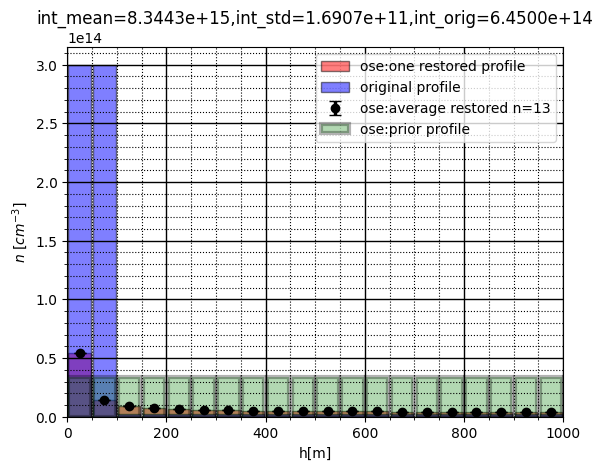 int_mean=8.3443e+15,int_std=1.6907e+11,int_orig=6.4500e+14
1e14
ose:one restored profile
original profile
ose:average restored n=13
ose:prior profile
3.0
2.5
2.0
1.5
1.0
0.5
0.0
n [cm⁻³]
0 200 400 600 800 1000
h[m]